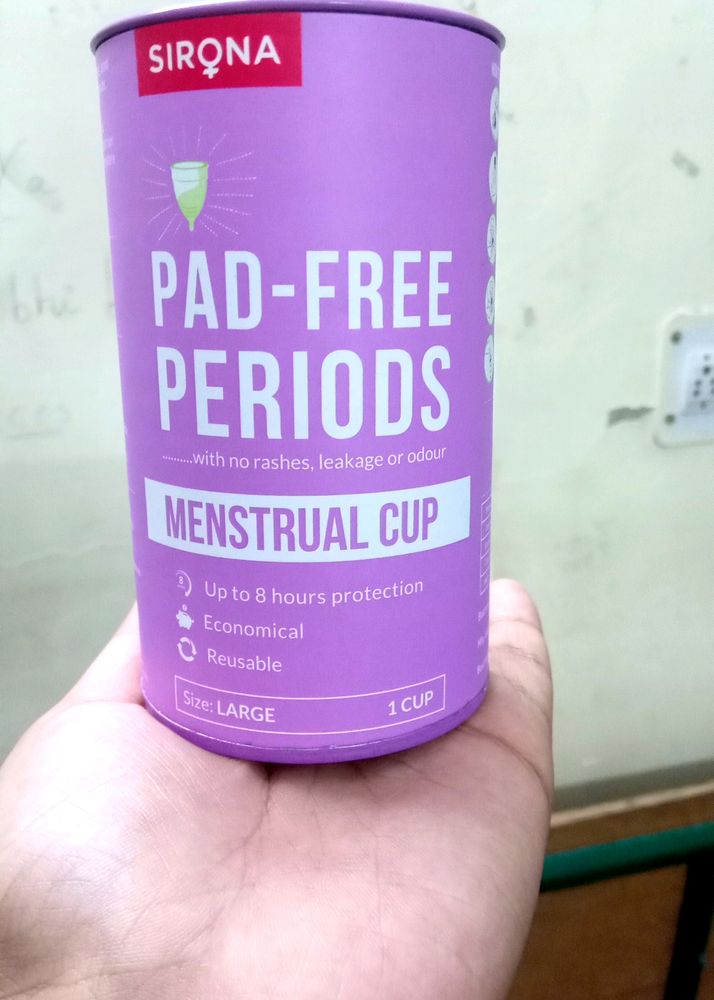 SIRONA
PAD-FREE
PERIODS
..........with no rashes, leakage or odour
MENSTRUAL CUP
8
Up to 8 hours protection
Economical
Reusable
Size: LARGE 1 CUP